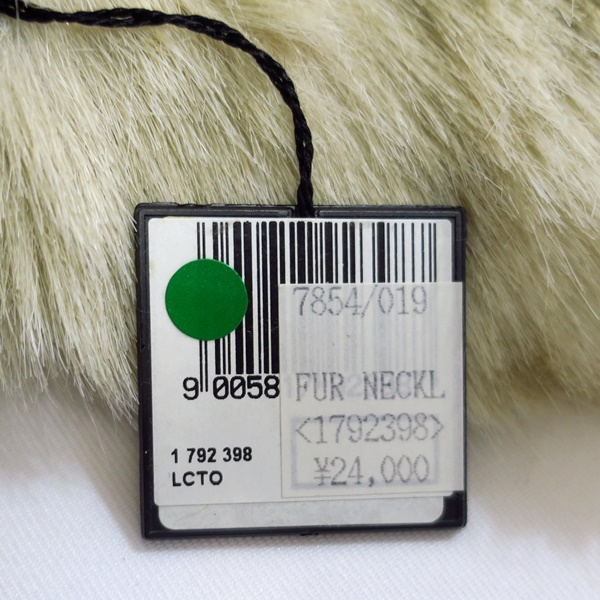 7854/019
9 0058
FUR NECKL
<1792398>
1 792 398
LCTO
¥24,000